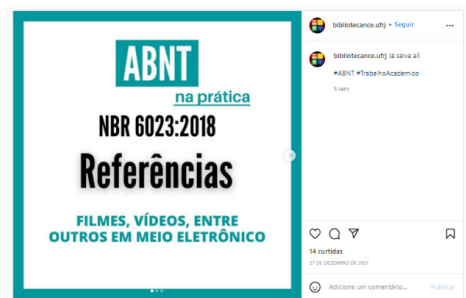 ABNT
na prática
NBR 6023:2018
Referências
FILMES, VÍDEOS, ENTRE
OUTROS EM MEIO ELETRÔNICO
bibliotecance.ufrj • Seguir
bibliotecance.ufrj Já salva aí!
#ABNT #TrabalhoAcademico
5 sem
14 curtidas
27 DE DEZEMBRO DE 2021
Adicione um comentário...
Publicar